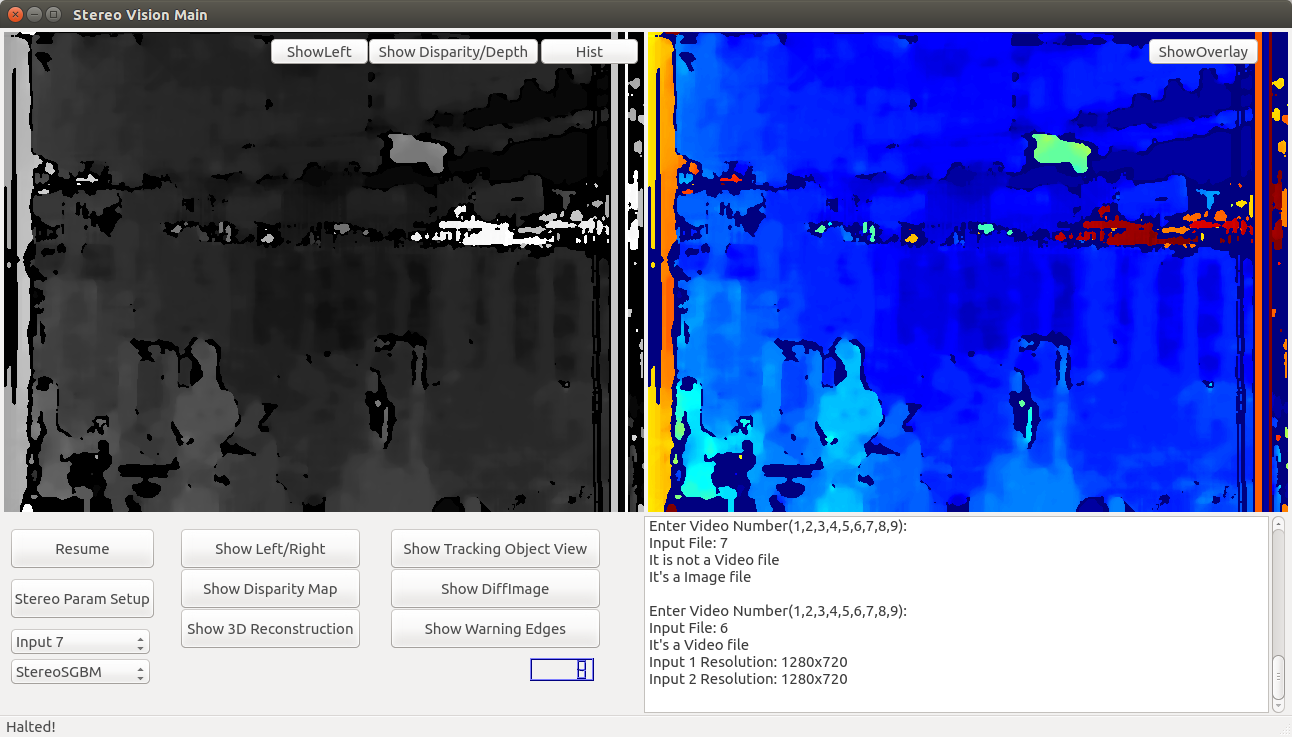 Stereo Vision Main
ShowLeft
Show Disparity/Depth
Hist
ShowOverlay
Resume
Show Left/Right
Show Tracking Object View
Stereo Param Setup
Show Disparity Map
Show DiffImage
Input 7
Show 3D Reconstruction
Show Warning Edges
StereoSGBM
8
Enter Video Number(1,2,3,4,5,6,7,8,9):
Input File: 7
It is not a Video file
It's a Image file
Enter Video Number(1,2,3,4,5,6,7,8,9):
Input File: 6
It's a Video file
Input 1 Resolution: 1280x720
Input 2 Resolution: 1280x720
Halted!